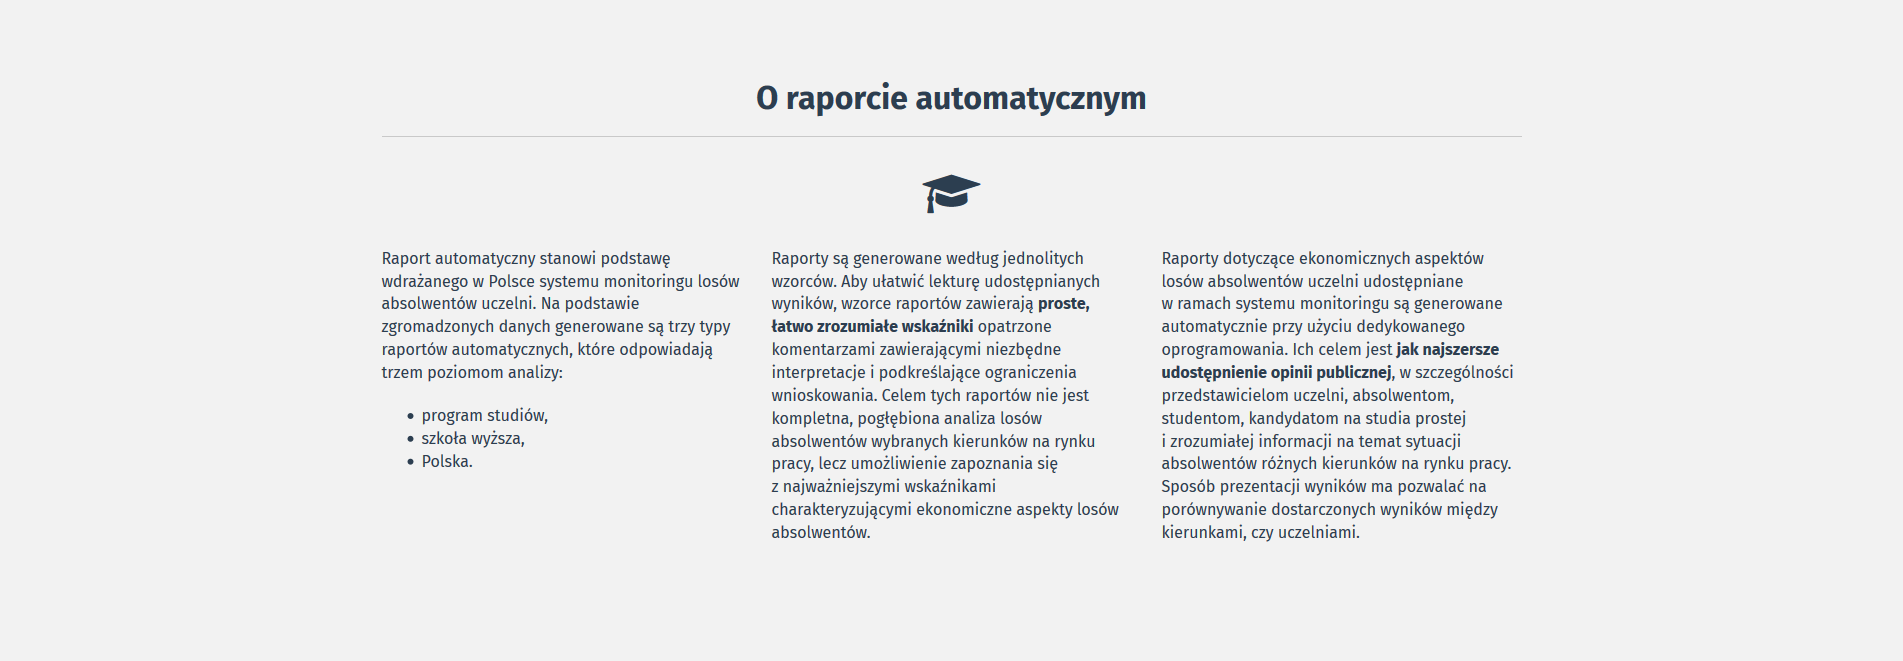 O raporcie automatycznym
Raport automatyczny stanowi podstawę
wdrażanego w Polsce systemu monitoringu losów
absolwentów uczelni. Na podstawie
zgromadzonych danych generowane są trzy typy
raportów automatycznych, które odpowiadają
trzem poziomom analizy:
• program studiów,
• szkoła wyższa,
• Polska.
Raporty są generowane według jednolitych
wzorców. Aby ułatwić lekturę udostępnianych
wyników, wzorce raportów zawierają proste,
łatwo zrozumiałe wskaźniki opatrzone
komentarzami zawierającymi niezbędne
interpretacje i podkreślające ograniczenia
wnioskowania. Celem tych raportów nie jest
kompletna, pogłębiona analiza losów
absolwentów wybranych kierunków na rynku
pracy, lecz umożliwienie zapoznania się
z najważniejszymi wskaźnikami
charakteryzującymi ekonomiczne aspekty losów
absolwentów.
Raporty dotyczące ekonomicznych aspektów
losów absolwentów uczelni udostępniane
w ramach systemu monitoringu są generowane
automatycznie przy użyciu dedykowanego
oprogramowania. Ich celem jest jak najszersze
udostępnienie opinii publicznej, w szczególności
przedstawicielom uczelni, absolwentom,
studentom, kandydatom na studia prostej
i zrozumiałej informacji na temat sytuacji
absolwentów różnych kierunków na rynku pracy.
Sposób prezentacji wyników ma pozwalać na
porównywanie dostarczonych wyników między
kierunkami, czy uczelniami.